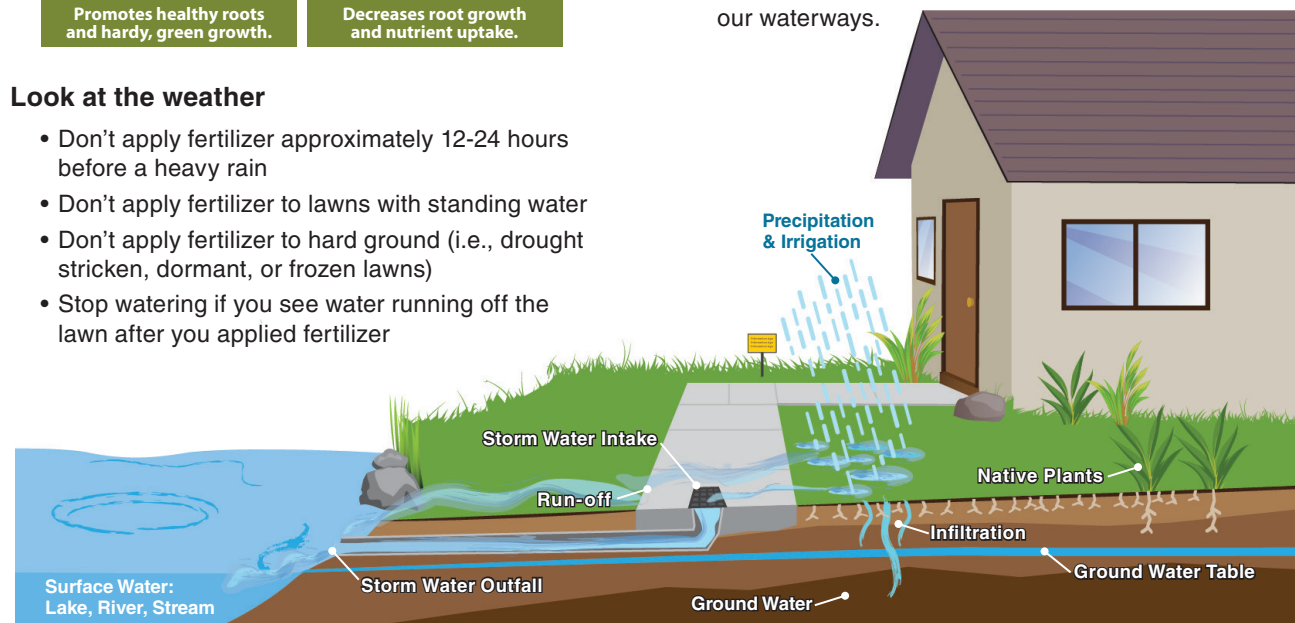 Promotes healthy roots
and hardy, green growth.
Decreases root growth
and nutrient uptake.
our waterways.
Look at the weather
• Don’t apply fertilizer approximately 12-24 hours
before a heavy rain
• Don’t apply fertilizer to lawns with standing water
• Don’t apply fertilizer to hard ground (i.e., drought
stricken, dormant, or frozen lawns)
• Stop watering if you see water running off the
lawn after you applied fertilizer
Precipitation
& Irrigation
Storm Water Intake
Run-off
Native Plants
Infiltration
Storm Water Outfall
Ground Water Table
Ground Water
Surface Water:
Lake, River, Stream